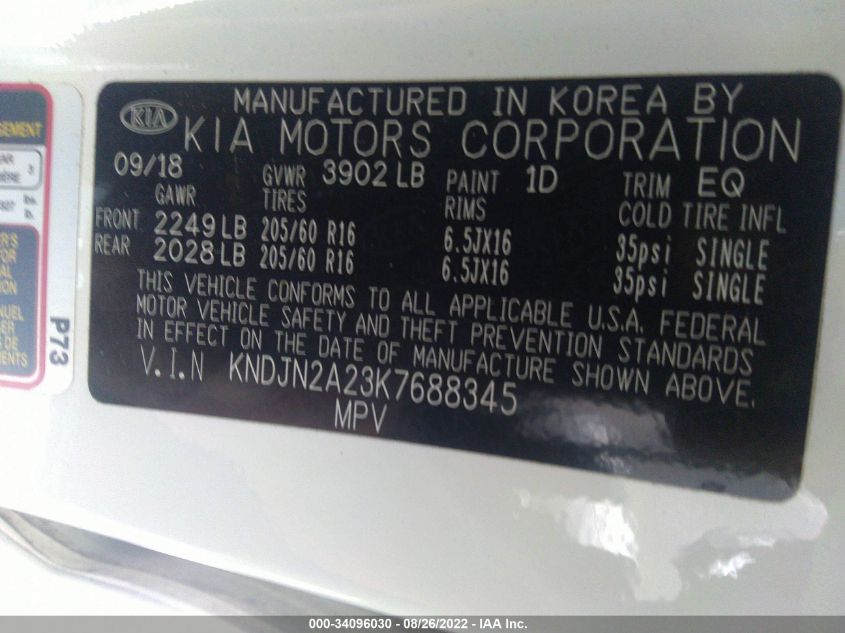 KIA
MANUFACTURED IN KOREA BY
KIA MOTORS CORPORATION
09/18 GVWR 3902 LB PAINT 1D TRIM EQ
GAWR TIRES RIMS COLD TIRE INFL
FRONT 2249 LB 205/60 R16 6.5JX16 35psi SINGLE
REAR 2028 LB 205/60 R16 6.5JX16 35psi SINGLE
THIS VEHICLE CONFORMS TO ALL APPLICABLE U.S.A. FEDERAL
MOTOR VEHICLE SAFETY AND THEFT PREVENTION STANDARDS
IN EFFECT ON THE DATE OF MANUFACTURE SHOWN ABOVE.
V.I.N KNDJN2A23K7688345
MPV
P73
000-34096030 - 08/26/2022 - IAA Inc.